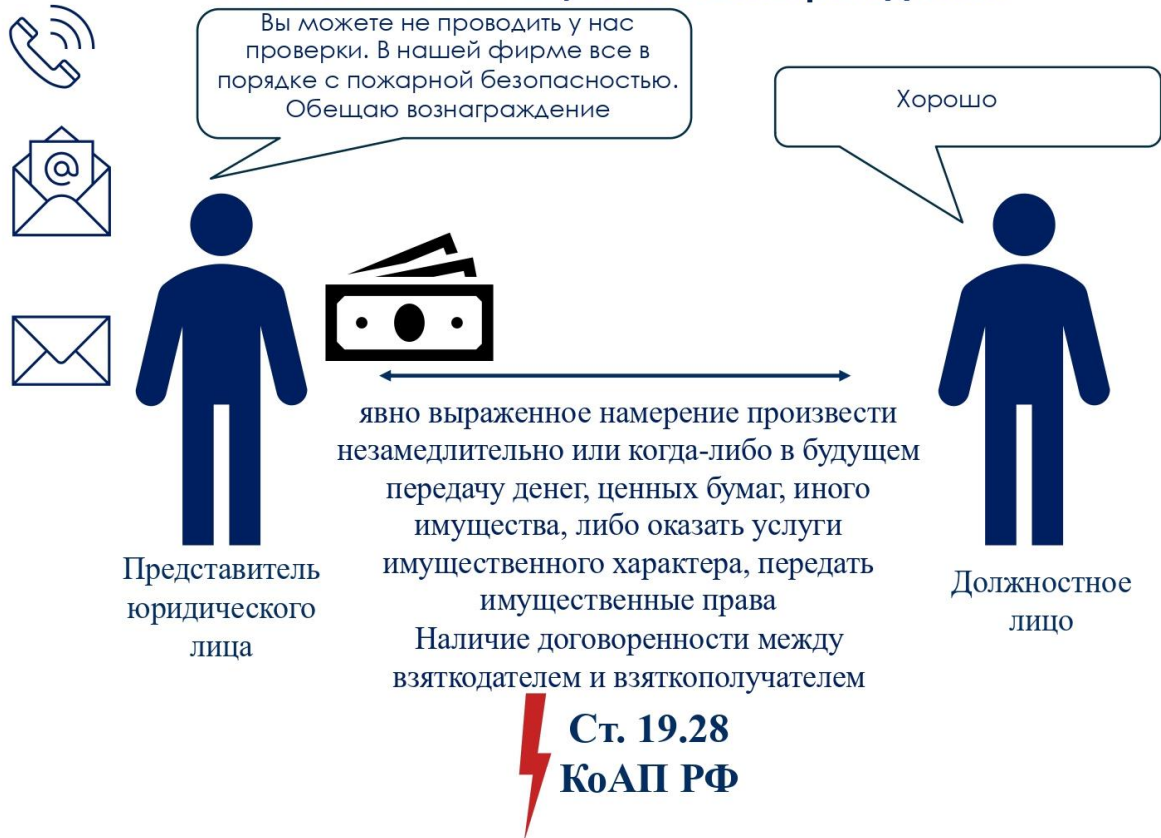 Вы можете не проводить у нас
проверки. В нашей фирме все в
порядке с пожарной безопасностью.
Обещаю вознаграждение
Хорошо
@
явно выраженное намерение произвести
незамедлительно или когда-либо в будущем
передачу денег, ценных бумаг, иного
имущества, либо оказать услуги
имущественного характера, передать
имущественные права
Наличие договоренности между
взяткодателем и взяткополучателем
Представитель
юридического
лица
Должностное
лицо
Ст. 19.28
КоАП РФ